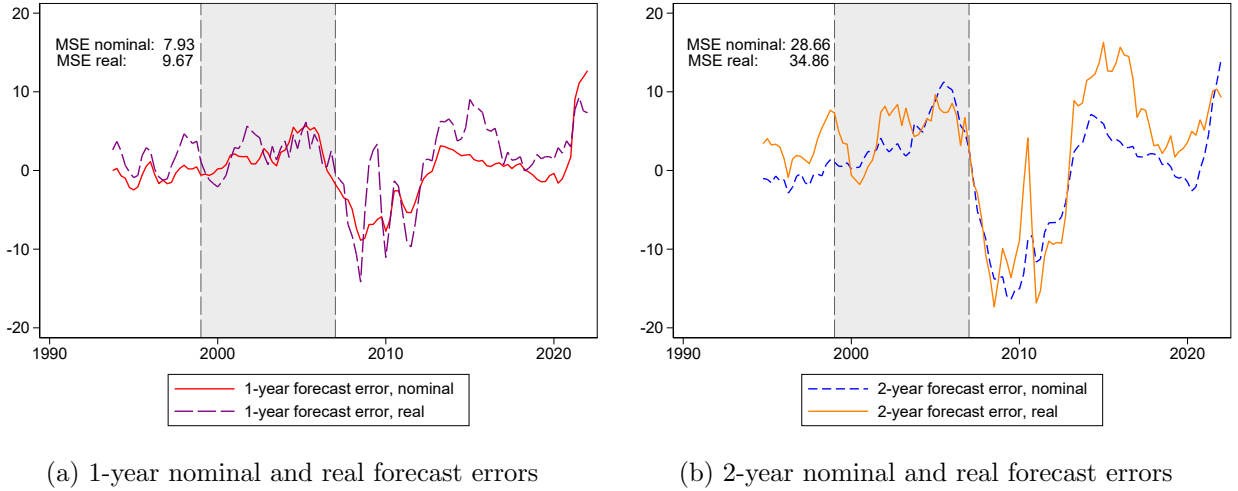 20
10
0
-10
-20
MSE nominal: 7.93
MSE real: 9.67
1990
2000
2010
2020
1-year forecast error, nominal
1-year forecast error, real
(a) 1-year nominal and real forecast errors
20
10
0
-10
-20
MSE nominal: 28.66
MSE real: 34.86
1990
2000
2010
2020
2-year forecast error, nominal
2-year forecast error, real
(b) 2-year nominal and real forecast errors